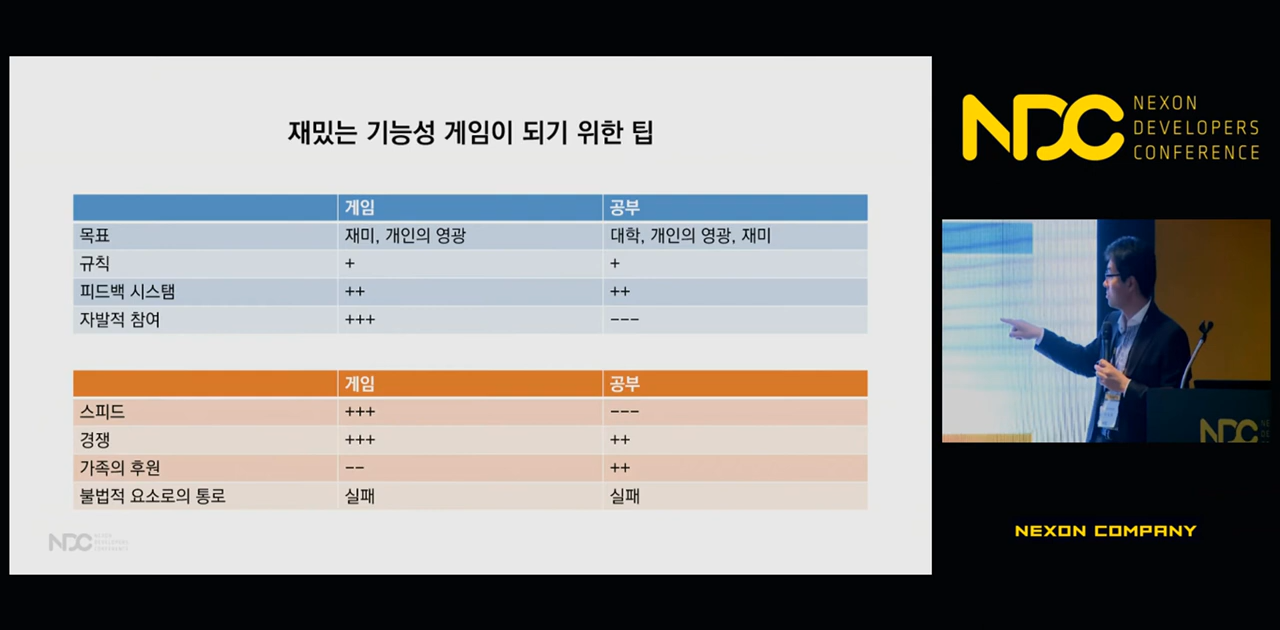 재밌는 기능성 게임이 되기 위한 팁
게임 공부
목표 재미, 개인의 영광 대학, 개인의 영광, 재미
규칙 + +
피드백 시스탬 ++ ++
자발적 참여 +++ ---
게임 공부
스피드 +++ ---
경쟁 +++ ++
가족의 후원 -- ++
불법적 요소로의 통로 실패 실패
NDC
NDC
NEXON
DEVELOPERS
CONFERENCE
NDC
NEXON COMPANY